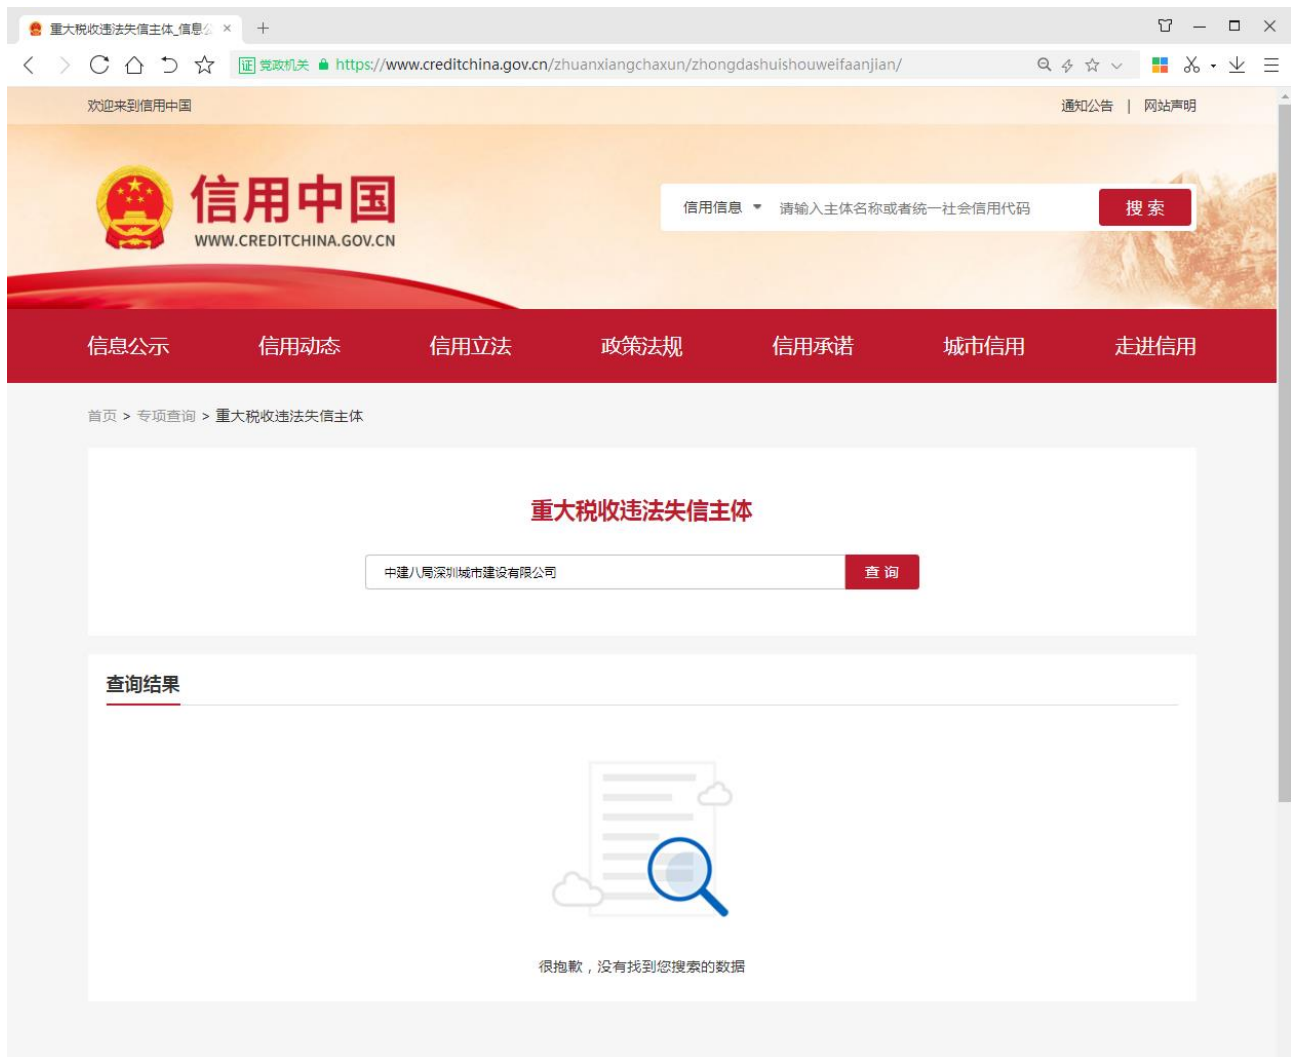 重大税收违法失信主体_信息公
证 党政机关 https://www.creditchina.gov.cn/zhuanxiangchaxun/zhongdashuishouweifaanjian/
欢迎来到信用中国
通知公告 | 网站声明
信用中国
WWW.CREDITCHINA.GOV.CN
信用信息 请输入主体名称或者统一社会信用代码 搜索
信息公示 信用动态 信用立法 政策法规 信用承诺 城市信用 走进信用
首页 > 专项查询 > 重大税收违法失信主体
重大税收违法失信主体
中建八局深圳城市建设有限公司 查询
查询结果
很抱歉，没有找到您搜索的数据